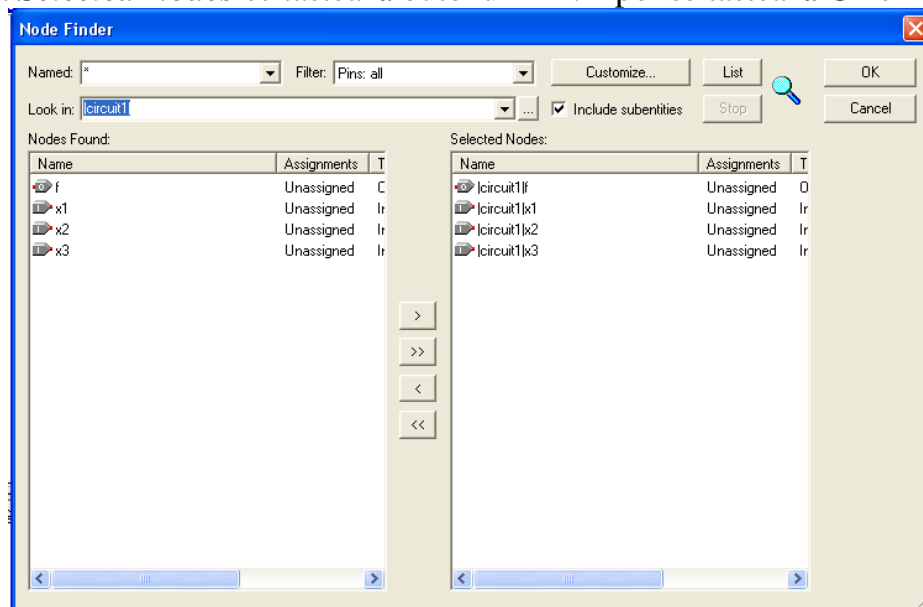 Node Finder
Named: * Filter: Pins: all Customize... List OK
Look in: |circuit1| ... Include subentities Stop Cancel
Nodes Found: Selected Nodes:
Name Assignments T Name Assignments T
f Unassigned |circuit1|f Unassigned
x1 Unassigned |circuit1|x1 Unassigned
x2 Unassigned |circuit1|x2 Unassigned
x3 Unassigned |circuit1|x3 Unassigned
>
>>
<
<<